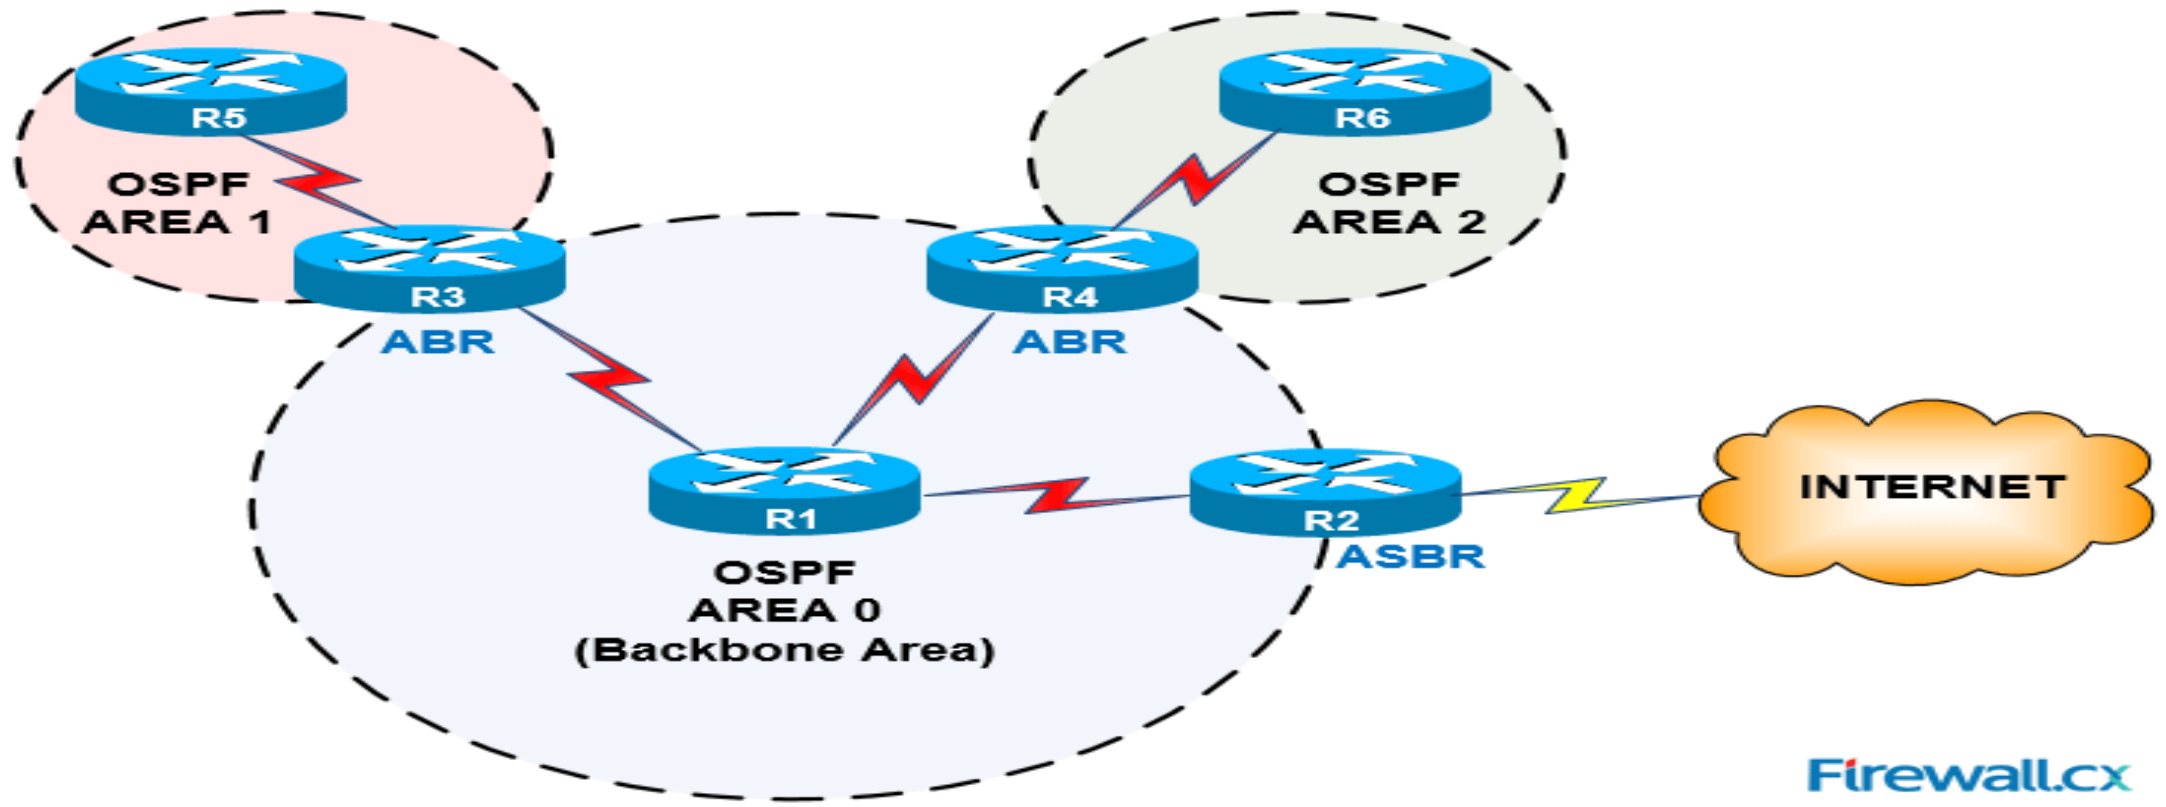 R5
OSPF
AREA 1
R6
OSPF
AREA 2
R3
ABR
R4
ABR
R1
OSPF
AREA 0
(Backbone Area)
R2
ASBR
INTERNET
Firewall.cx